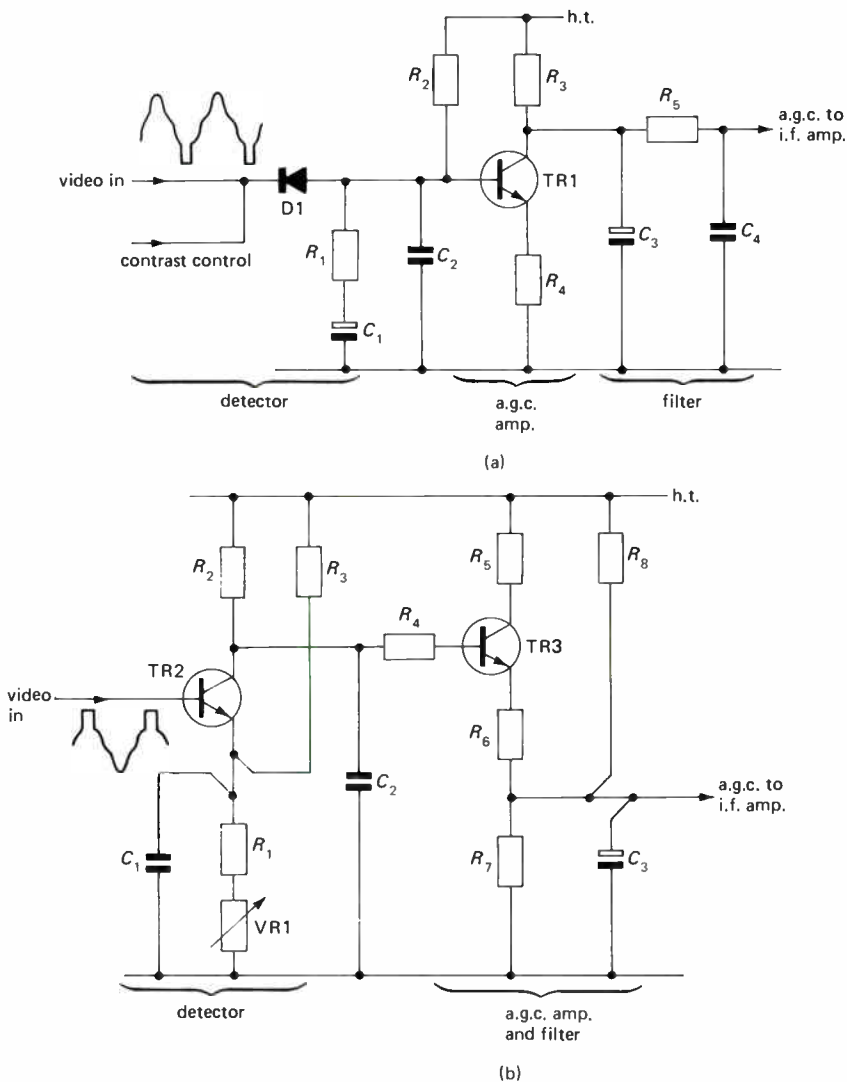 h.t.
R2
R3
R5
a.g.c. to
i.f. amp.
video in
D1
TR1
contrast control
R1
C2
R4
C3
C4
C1
detector
a.g.c.
amp.
filter
(a)
h.t.
R2
R3
R5
R8
R4
TR3
TR2
video
in
R6
C2
a.g.c. to
i.f. amp.
C1
R1
R7
C3
VR1
detector
a.g.c. amp.
and filter
(b)